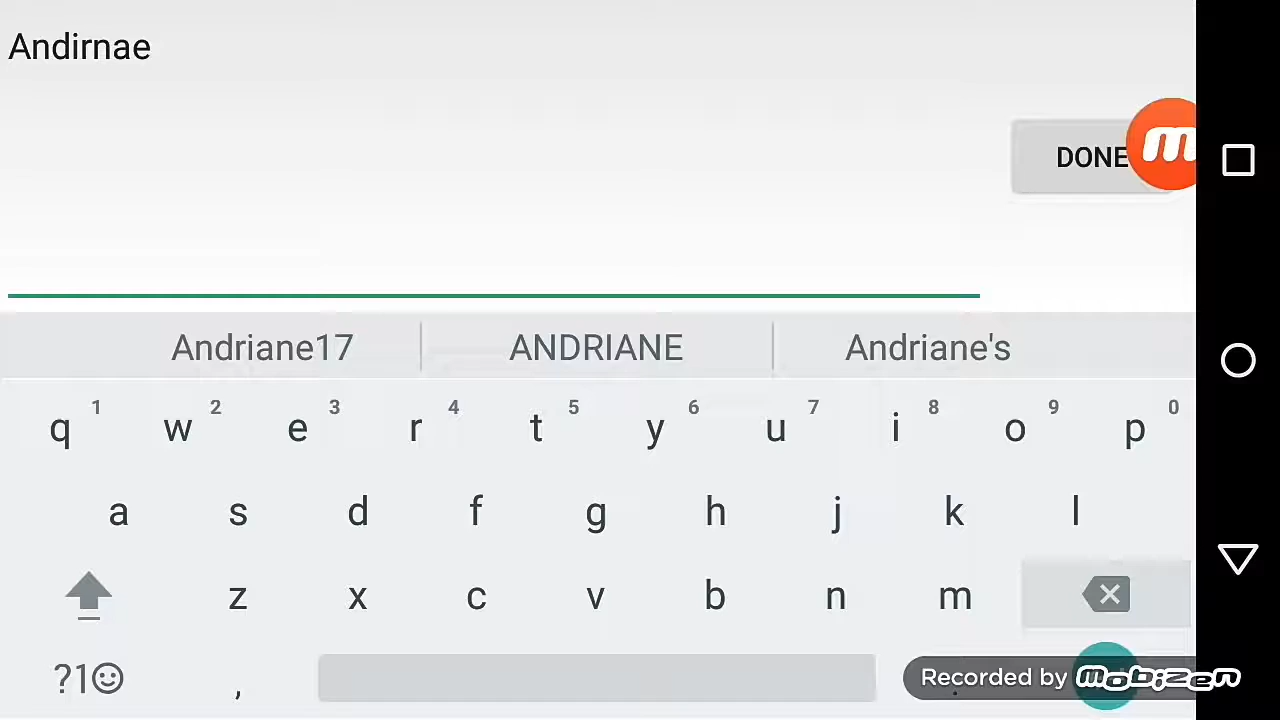 Andirnae
DONE
Andriane17 ANDRIANE Andriane's
q 1 w 2 e 3 r 4 t 5 y 6 u 7 i 8 o 9 p 0
a s d f g h j k l
z x c v b n m
?1☺ , .
Recorded by mobizen